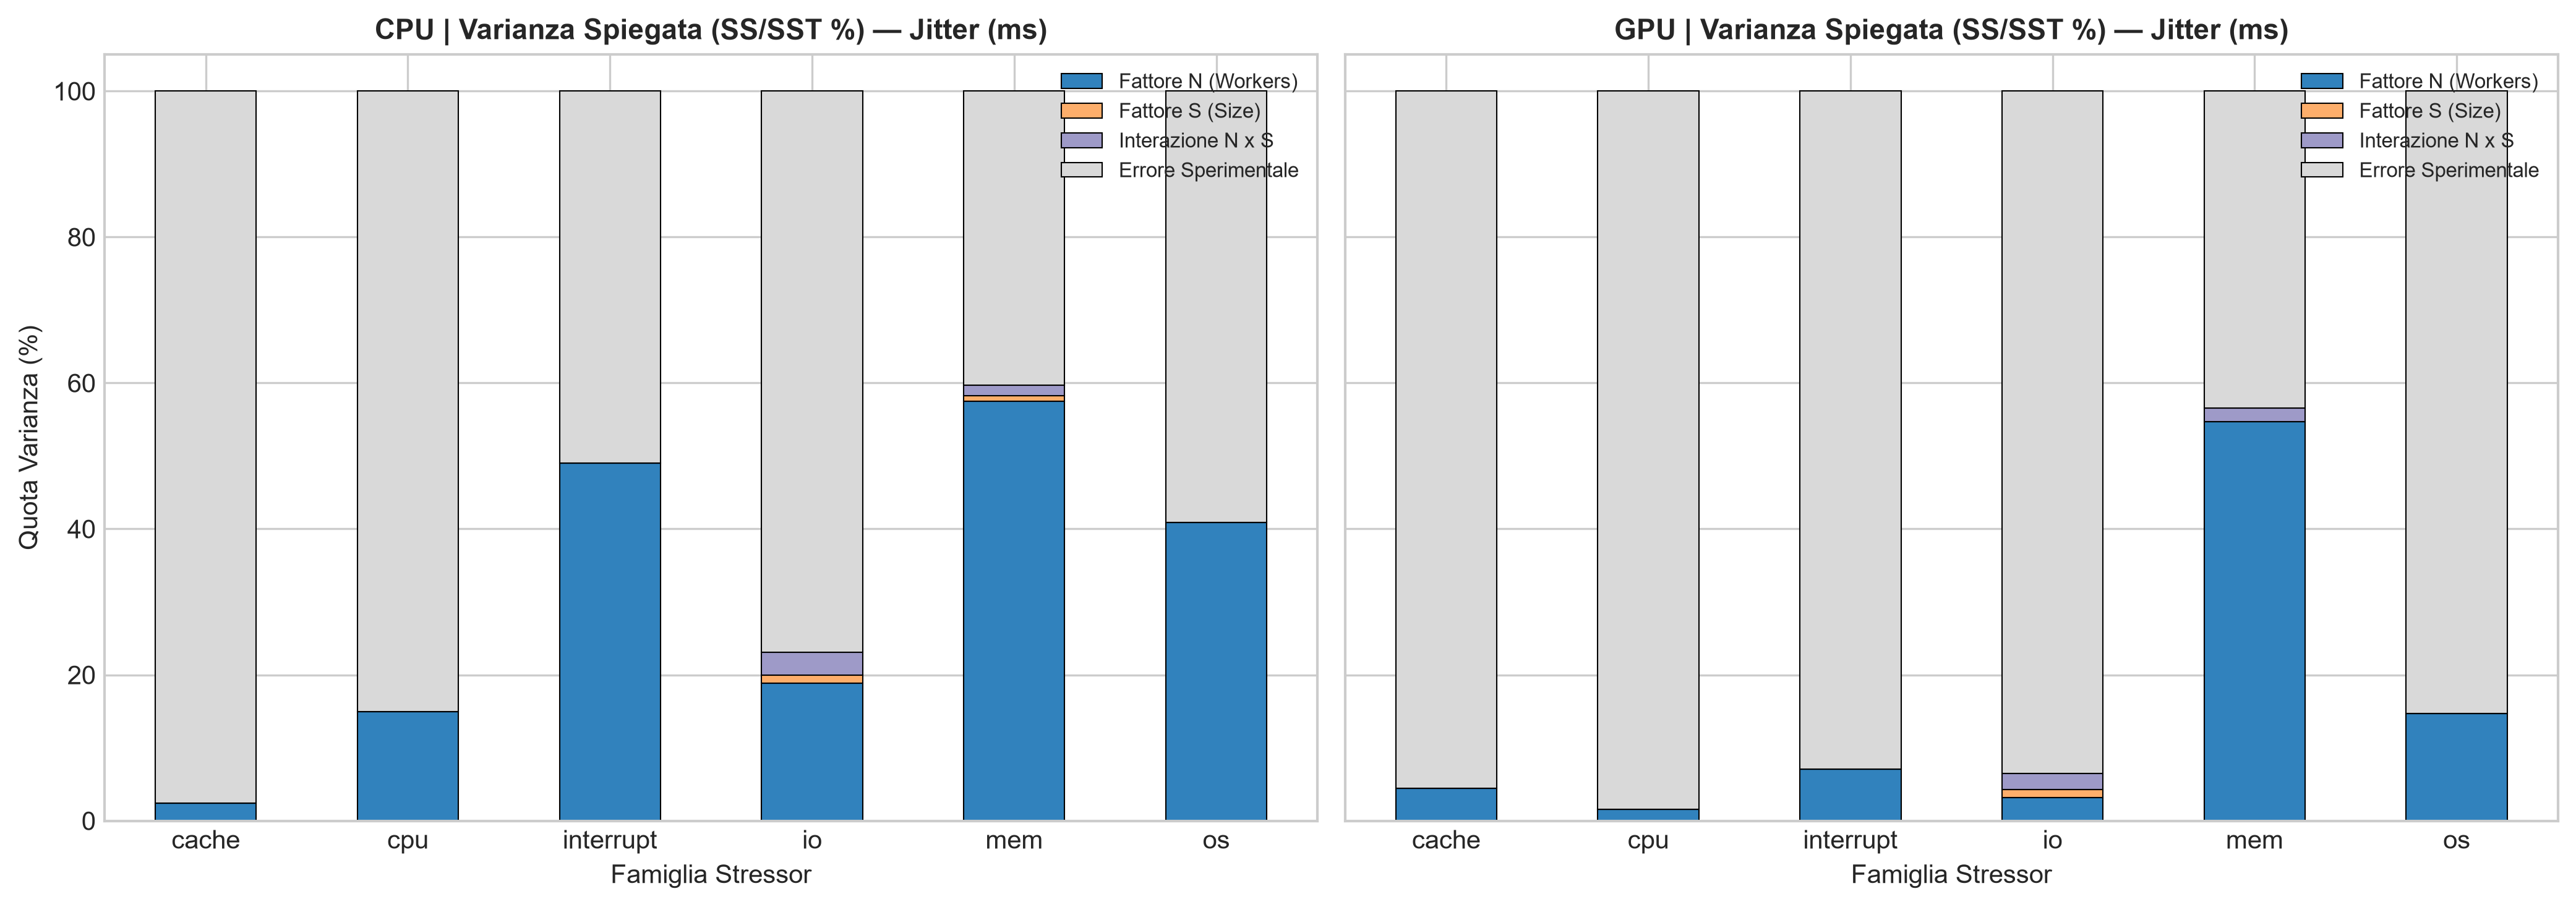 CPU | Varianza Spiegata (SS/SST %) — Jitter (ms)
Quota Varianza (%)
100
80
60
40
20
0
Fattore N (Workers)
Fattore S (Size)
Interazione N x S
Errore Sperimentale
cache cpu interrupt io mem os
Famiglia Stressor
GPU | Varianza Spiegata (SS/SST %) — Jitter (ms)
Fattore N (Workers)
Fattore S (Size)
Interazione N x S
Errore Sperimentale
cache cpu interrupt io mem os
Famiglia Stressor